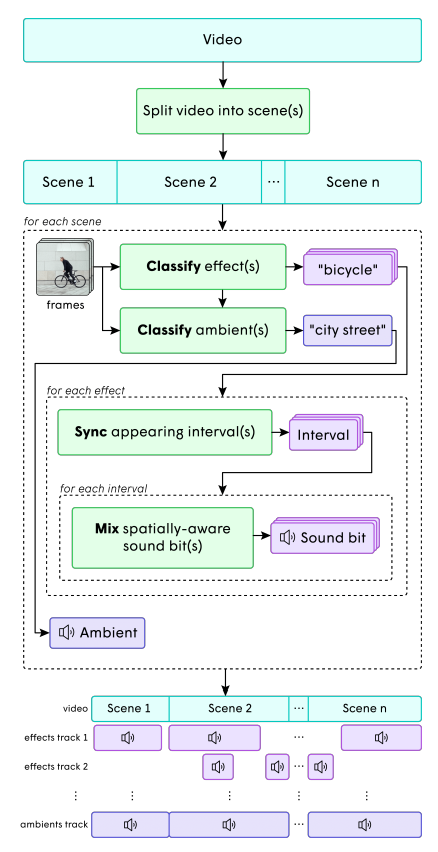 Video
Split video into scene(s)
Scene 1 Scene 2 ... Scene n
for each scene
frames
Classify effect(s)
"bicycle"
Classify ambient(s)
"city street"
for each effect
Sync appearing interval(s)
Interval
for each interval
Mix spatially-aware
sound bit(s)
Sound bit
Ambient
video Scene 1 Scene 2 ... Scene n
effects track 1 ...
effects track 2 ...
ambients track ...